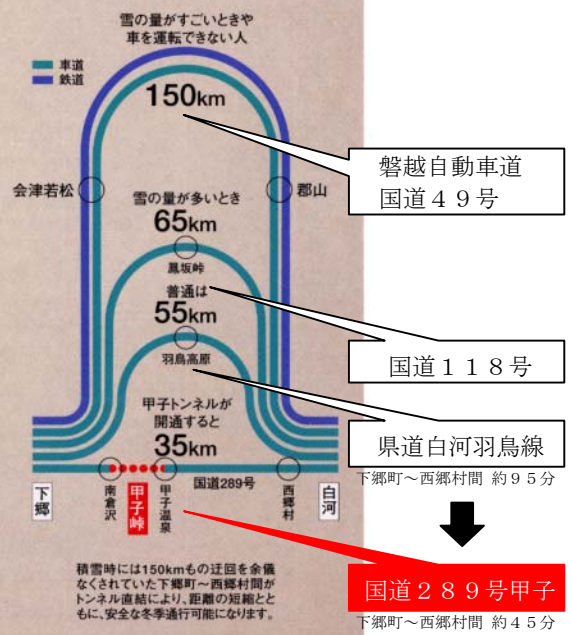 雪の量がすごいときや
車を運転できない人
車道
鉄道
150km
磐越自動車道
国道４９号
会津若松
郡山
雪の量が多いとき
65km
鳳坂峠
普通は
55km
国道１１８号
羽鳥高原
甲子トンネルが
開通すると
35km
県道白河羽鳥線
下郷町～西郷村間 約９５分
国道289号
下郷
南倉沢
甲子峠
甲子温泉
西郷村
白河
積雪時には150kmもの迂回を余儀
なくされていた下郷町～西郷村間が
トンネル直結により、距離の短縮とと
もに、安全な冬季通行可能になります。
国道２８９号甲子
下郷町～西郷村間 約４５分